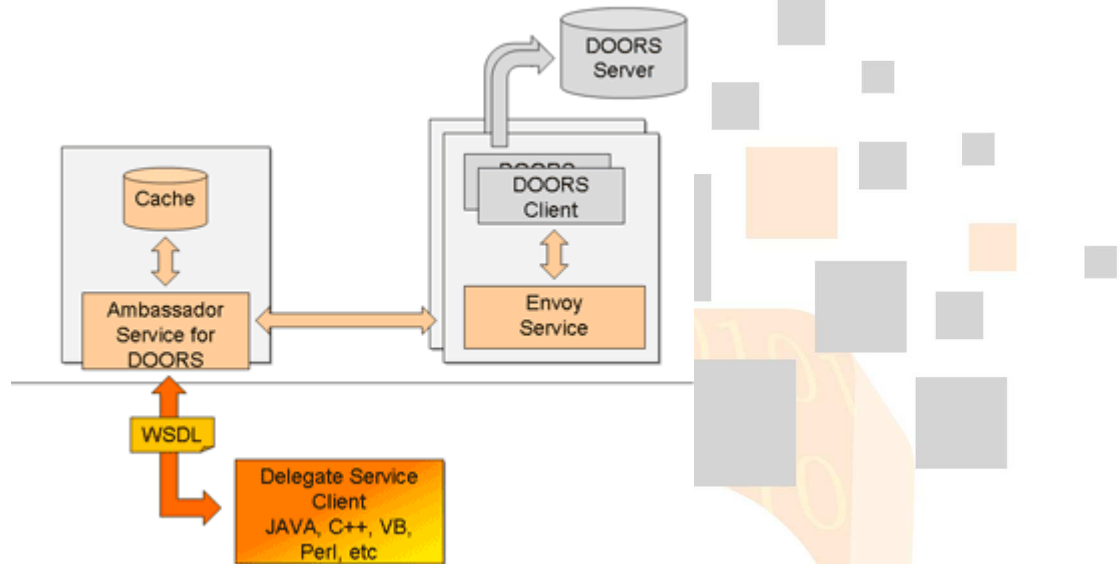 DOORS
Server
DOORS
DOORS
Client
Cache
Envoy
Service
Ambassador
Service for
DOORS
WSDL
Delegate Service
Client
JAVA, C++, VB,
Perl, etc